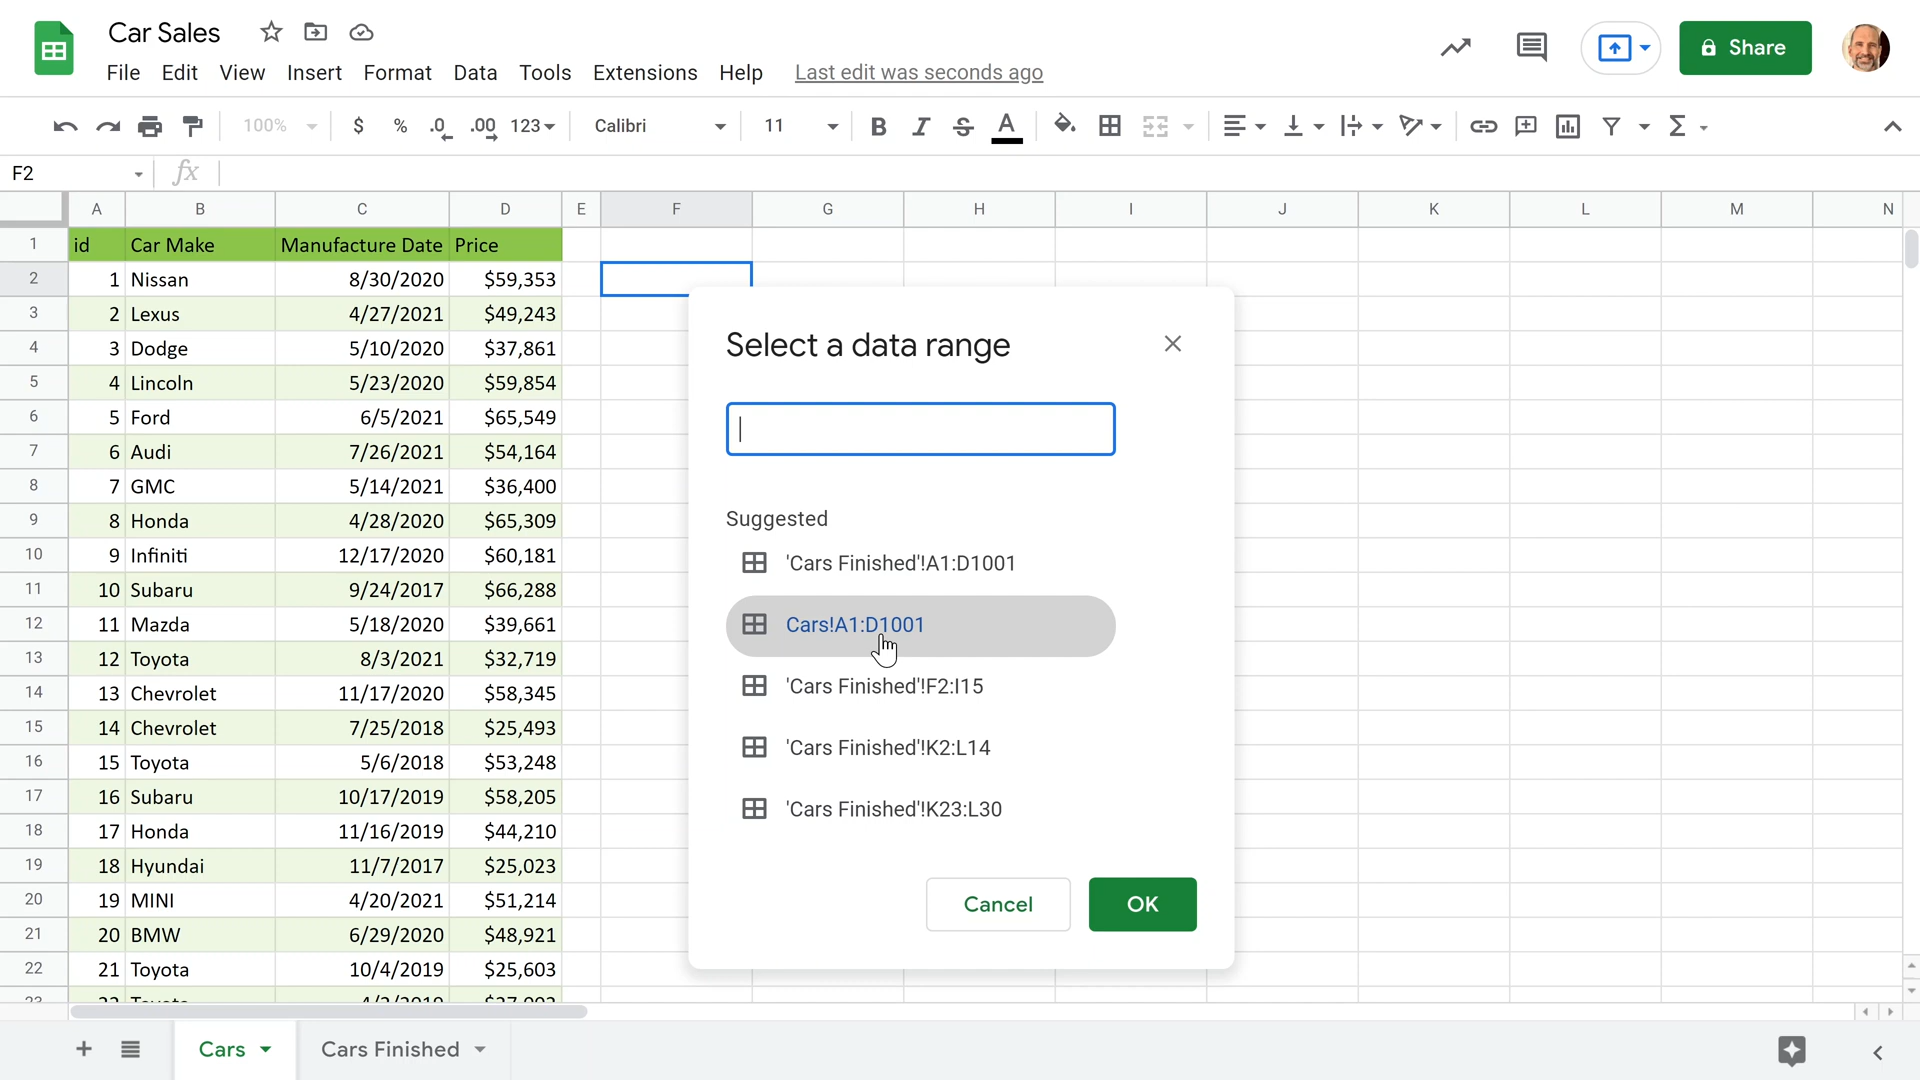 Car Sales
File Edit View Insert Format Data Tools Extensions Help Last edit was seconds ago
Share
100% $ % .0 .00 123 Calibri 11 B I S A Σ
F2 fx
A B C D E F G H I J K L M N
1 id Car Make Manufacture Date Price
2 1 Nissan 8/30/2020 $59,353
3 2 Lexus 4/27/2021 $49,243
4 3 Dodge 5/10/2020 $37,861
5 4 Lincoln 5/23/2020 $59,854
6 5 Ford 6/5/2021 $65,549
7 6 Audi 7/26/2021 $54,164
8 7 GMC 5/14/2021 $36,400
9 8 Honda 4/28/2020 $65,309
10 9 Infiniti 12/17/2020 $60,181
11 10 Subaru 9/24/2017 $66,288
12 11 Mazda 5/18/2020 $39,661
13 12 Toyota 8/3/2021 $32,719
14 13 Chevrolet 11/17/2020 $58,345
15 14 Chevrolet 7/25/2018 $25,493
16 15 Toyota 5/6/2018 $53,248
17 16 Subaru 10/17/2019 $58,205
18 17 Honda 11/16/2019 $44,210
19 18 Hyundai 11/7/2017 $25,023
20 19 MINI 4/20/2021 $51,214
21 20 BMW 6/29/2020 $48,921
22 21 Toyota 10/4/2019 $25,603
Select a data range
Suggested
'Cars Finished'!A1:D1001
Cars!A1:D1001
'Cars Finished'!F2:I15
'Cars Finished'!K2:L14
'Cars Finished'!K23:L30
Cancel OK
Cars Cars Finished